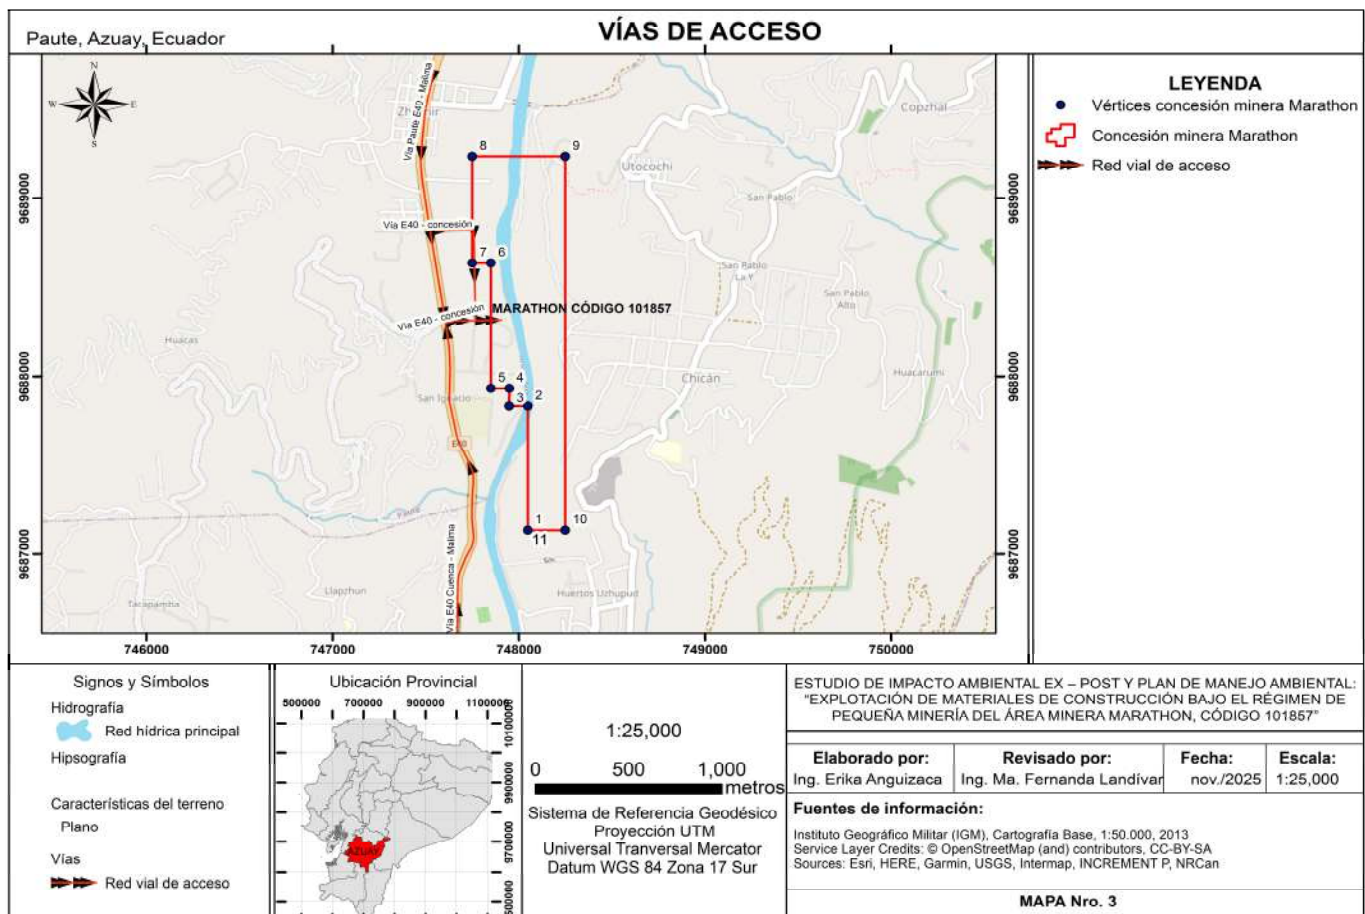 Paute, Azuay, Ecuador
VÍAS DE ACCESO
N
W
E
S
Zhumir
Copzhal
Vía Paute E40 - Malima
8
9
Utocochi
San Pablo
Vía E40 - concesión
7
6
San Pablo
La Y
San Pablo
Alto
MARATHON CÓDIGO 101857
Vía E40 - concesión
Huacas
Chicán
Huacarumi
5
4
San Ignacio
3
2
E40
Paute
1
10
11
Sn
Llapzhun
Huertos Uzhupud
Tacapamba
Vía E40 Cuenca - Malima
9689000
9688000
9687000
9689000
9688000
9687000
746000
747000
748000
749000
750000
LEYENDA
Vértices concesión minera Marathon
Concesión minera Marathon
Red vial de acceso
Signos y Símbolos
Hidrografía
Red hídrica principal
Hipsografía
Características del terreno
Plano
Vías
Red vial de acceso
Ubicación Provincial
500000
700000
900000
1100000
10100000
9900000
9700000
AZUAY
1:25,000
0
500
1,000
metros
Sistema de Referencia Geodésico
Proyección UTM
Universal Tranversal Mercator
Datum WGS 84 Zona 17 Sur
ESTUDIO DE IMPACTO AMBIENTAL EX – POST Y PLAN DE MANEJO AMBIENTAL:
“EXPLOTACIÓN DE MATERIALES DE CONSTRUCCIÓN BAJO EL RÉGIMEN DE
PEQUEÑA MINERÍA DEL ÁREA MINERA MARATHON, CÓDIGO 101857”
Elaborado por:
Ing. Erika Anguizaca
Revisado por:
Ing. Ma. Fernanda Landívar
Fecha:
nov./2025
Escala:
1:25,000
Fuentes de información:
Instituto Geográfico Militar (IGM), Cartografía Base, 1:50.000, 2013
Service Layer Credits: © OpenStreetMap (and) contributors, CC-BY-SA
Sources: Esri, HERE, Garmin, USGS, Intermap, INCREMENT P, NRCan
MAPA Nro. 3